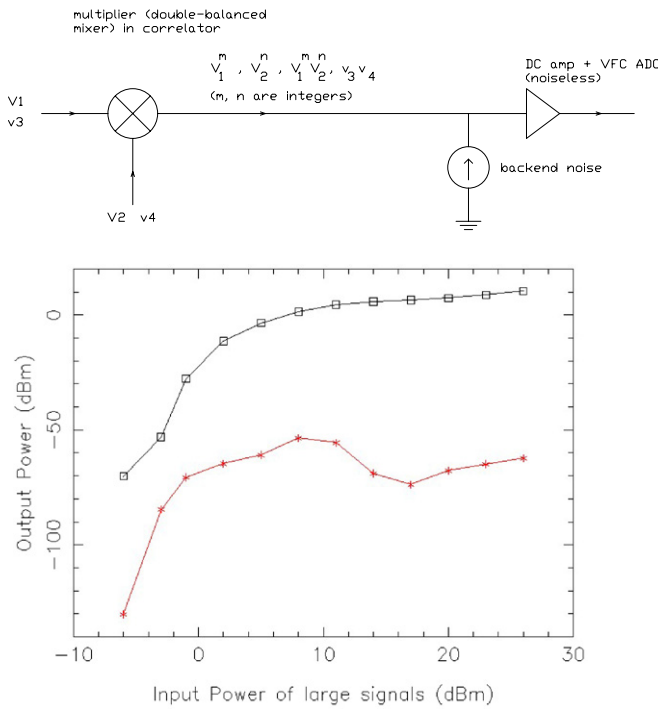 multiplier (double-balanced
mixer) in correlator
V1^m , V2^n , V1^m V2^n, v3 v4
(m, n are integers)
DC amp + VFC ADC
(noiseless)
V1
v3
backend noise
V2 v4
0
−50
−100
Output Power (dBm)
−10 0 10 20 30
Input Power of large signals (dBm)